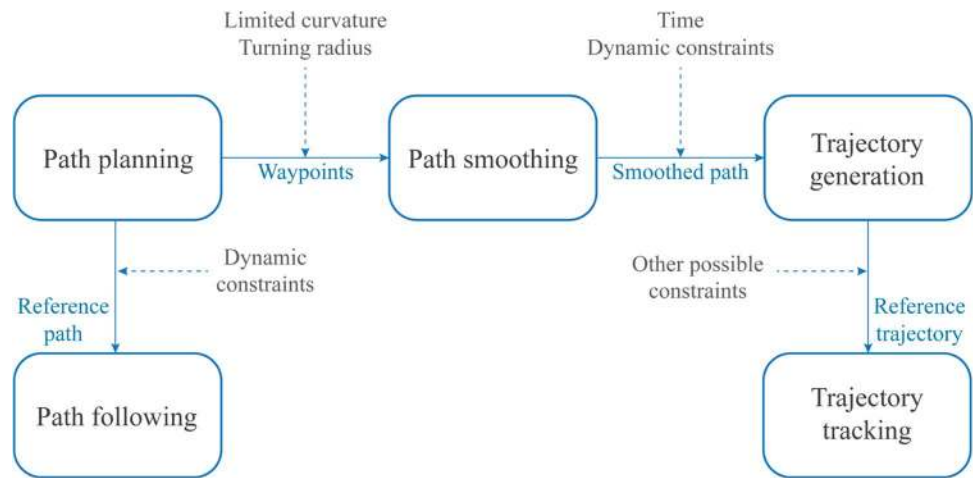 Limited curvature
Turning radius
Time
Dynamic constraints
Path planning
Waypoints
Path smoothing
Smoothed path
Trajectory
generation
Dynamic
constraints
Other possible
constraints
Reference
path
Reference
trajectory
Path following
Trajectory
tracking